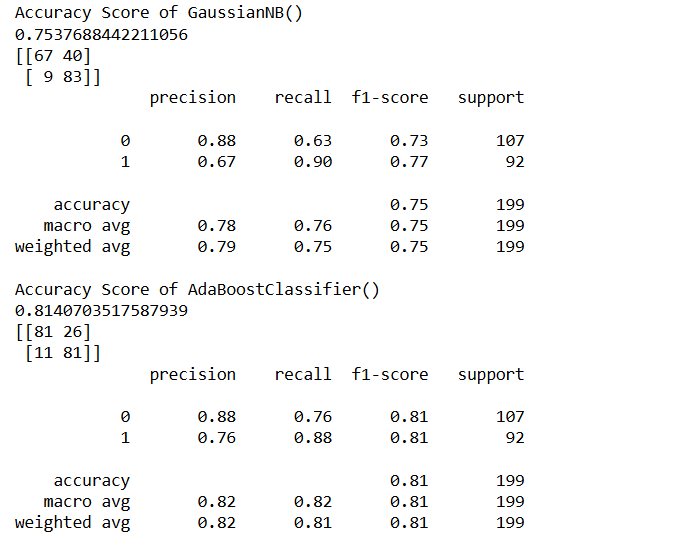 Accuracy Score of GaussianNB()
0.7537688442211056
[[67 40]
 [ 9 83]]
              precision    recall  f1-score   support

           0       0.88      0.63      0.73       107
           1       0.67      0.90      0.77        92

    accuracy                           0.75       199
   macro avg       0.78      0.76      0.75       199
weighted avg       0.79      0.75      0.75       199

Accuracy Score of AdaBoostClassifier()
0.8140703517587939
[[81 26]
 [11 81]]
              precision    recall  f1-score   support

           0       0.88      0.76      0.81       107
           1       0.76      0.88      0.81        92

    accuracy                           0.81       199
   macro avg       0.82      0.82      0.81       199
weighted avg       0.82      0.81      0.81       199